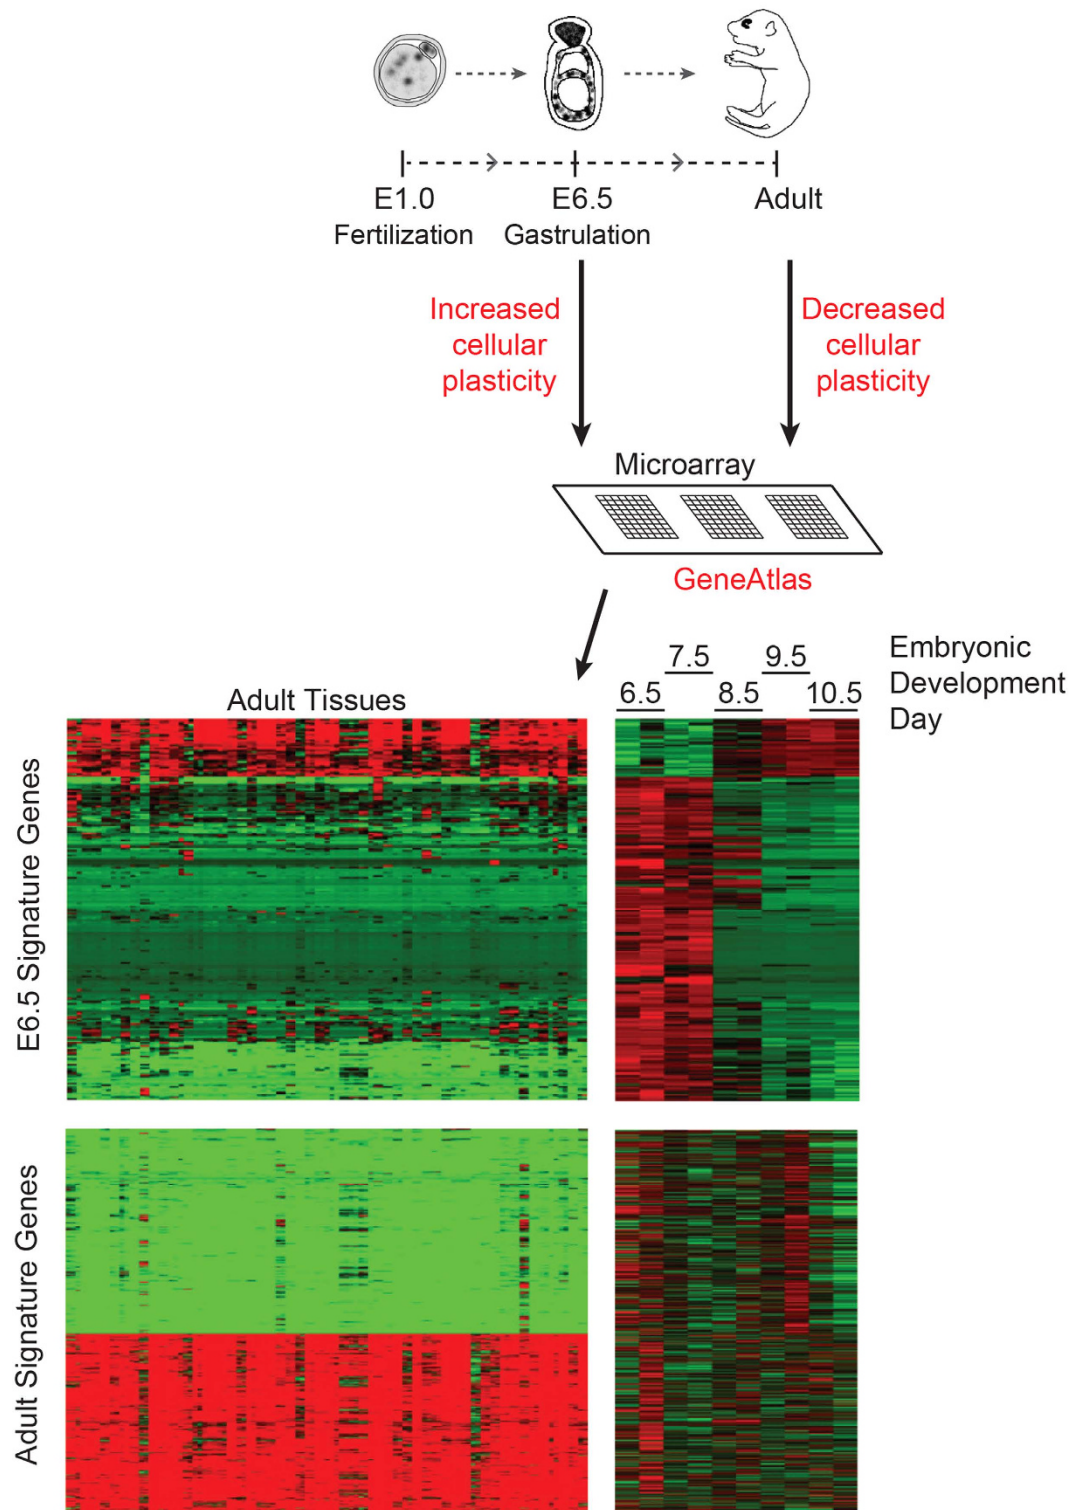 E1.0
E6.5
Adult
Fertilization
Gastrulation
Increased
cellular
plasticity
Decreased
cellular
plasticity
Microarray
GeneAtlas
Embryonic
Development
Day
7.5
9.5
6.5
8.5
10.5
Adult Tissues
E6.5 Signature Genes
Adult Signature Genes